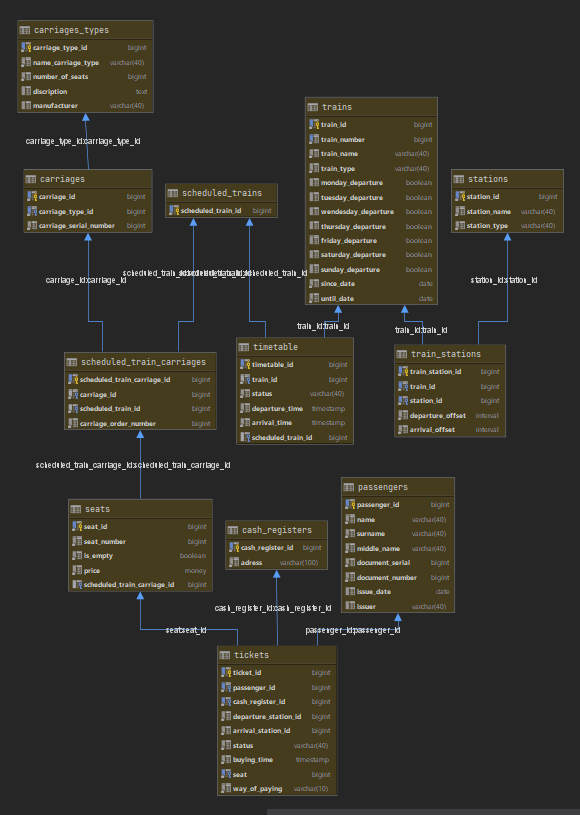 carriages_types
carriage_type_id bigint
name_carriage_type varchar(40)
number_of_seats bigint
discription text
manufacturer varchar(40)
carriage_type_id:carriage_type_id
carriages
carriage_id bigint
carriage_type_id bigint
carriage_serial_number bigint
scheduled_trains
scheduled_train_id bigint
trains
train_id bigint
train_number bigint
train_name varchar(40)
train_type varchar(40)
monday_departure boolean
tuesday_departure boolean
wendesday_departure boolean
thursday_departure boolean
friday_departure boolean
saturday_departure boolean
sunday_departure boolean
since_date date
until_date date
stations
station_id bigint
station_name varchar(40)
station_type varchar(40)
carriage_id:carriage_id
station_id:station_id
train_id:train_id
train_id:train_id
scheduled_train_carriages
scheduled_train_carriage_id bigint
carriage_id bigint
scheduled_train_id bigint
carriage_order_number bigint
timetable
timetable_id bigint
train_id bigint
status varchar(40)
departure_time timestamp
arrival_time timestamp
scheduled_train_id bigint
train_stations
train_station_id bigint
train_id bigint
station_id bigint
departure_offset interval
arrival_offset interval
scheduled_train_carriage_id:scheduled_train_carriage_id
seats
seat_id bigint
seat_number bigint
is_empty boolean
price money
scheduled_train_carriage_id bigint
cash_registers
cash_register_id bigint
adress varchar(100)
passengers
passenger_id bigint
name varchar(40)
surname varchar(40)
middle_name varchar(40)
document_serial bigint
document_number bigint
issue_date date
issuer varchar(40)
cash_register_id:cash_register_id
seat:seat_id
passenger_id:passenger_id
tickets
ticket_id bigint
passenger_id bigint
cash_register_id bigint
departure_station_id bigint
arrival_station_id bigint
status varchar(40)
buying_time timestamp
seat bigint
way_of_paying varchar(10)